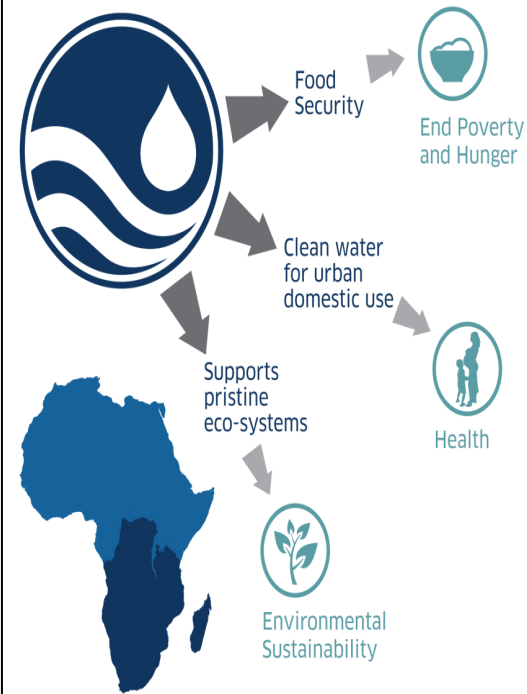 Food
Security
End Poverty
and Hunger
Clean water
for urban
domestic use
Health
Supports
pristine
eco-systems
Environmental
Sustainability